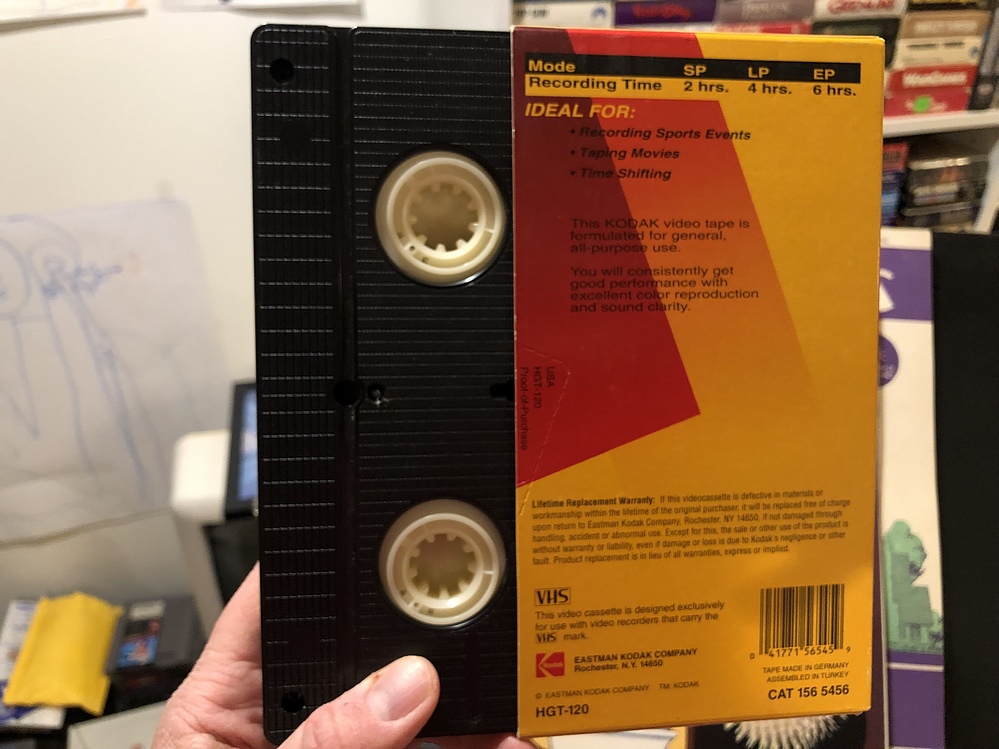 Mode SP LP EP
Recording Time 2 hrs. 4 hrs. 6 hrs.
IDEAL FOR:
• Recording Sports Events
• Taping Movies
• Time Shifting
This KODAK video tape is
formulated for general,
all-purpose use.
You will consistently get
good performance with
excellent color reproduction
and sound clarity.
USA
HGT-120
Proof-of-Purchase
Lifetime Replacement Warranty: If this videocassette is defective in materials or
workmanship within the lifetime of the original purchaser, it will be replaced free of charge
upon return to Eastman Kodak Company, Rochester, NY 14650, if not damaged through
handling, accident or abnormal use. Except for this, the sale or other use of the product is
without warranty or liability, even if damage or loss is due to Kodak's negligence or other
fault. Product replacement is in lieu of all warranties, express or implied.
VHS
This video cassette is designed exclusively
for use with video recorders that carry the
VHS mark.
Kodak
EASTMAN KODAK COMPANY
Rochester, N.Y. 14650
© EASTMAN KODAK COMPANY TM: KODAK
HGT-120
0 41771 56545 9
TAPE MADE IN GERMANY
ASSEMBLED IN TURKEY
CAT 156 5456
GREMLINS
WARGAMES